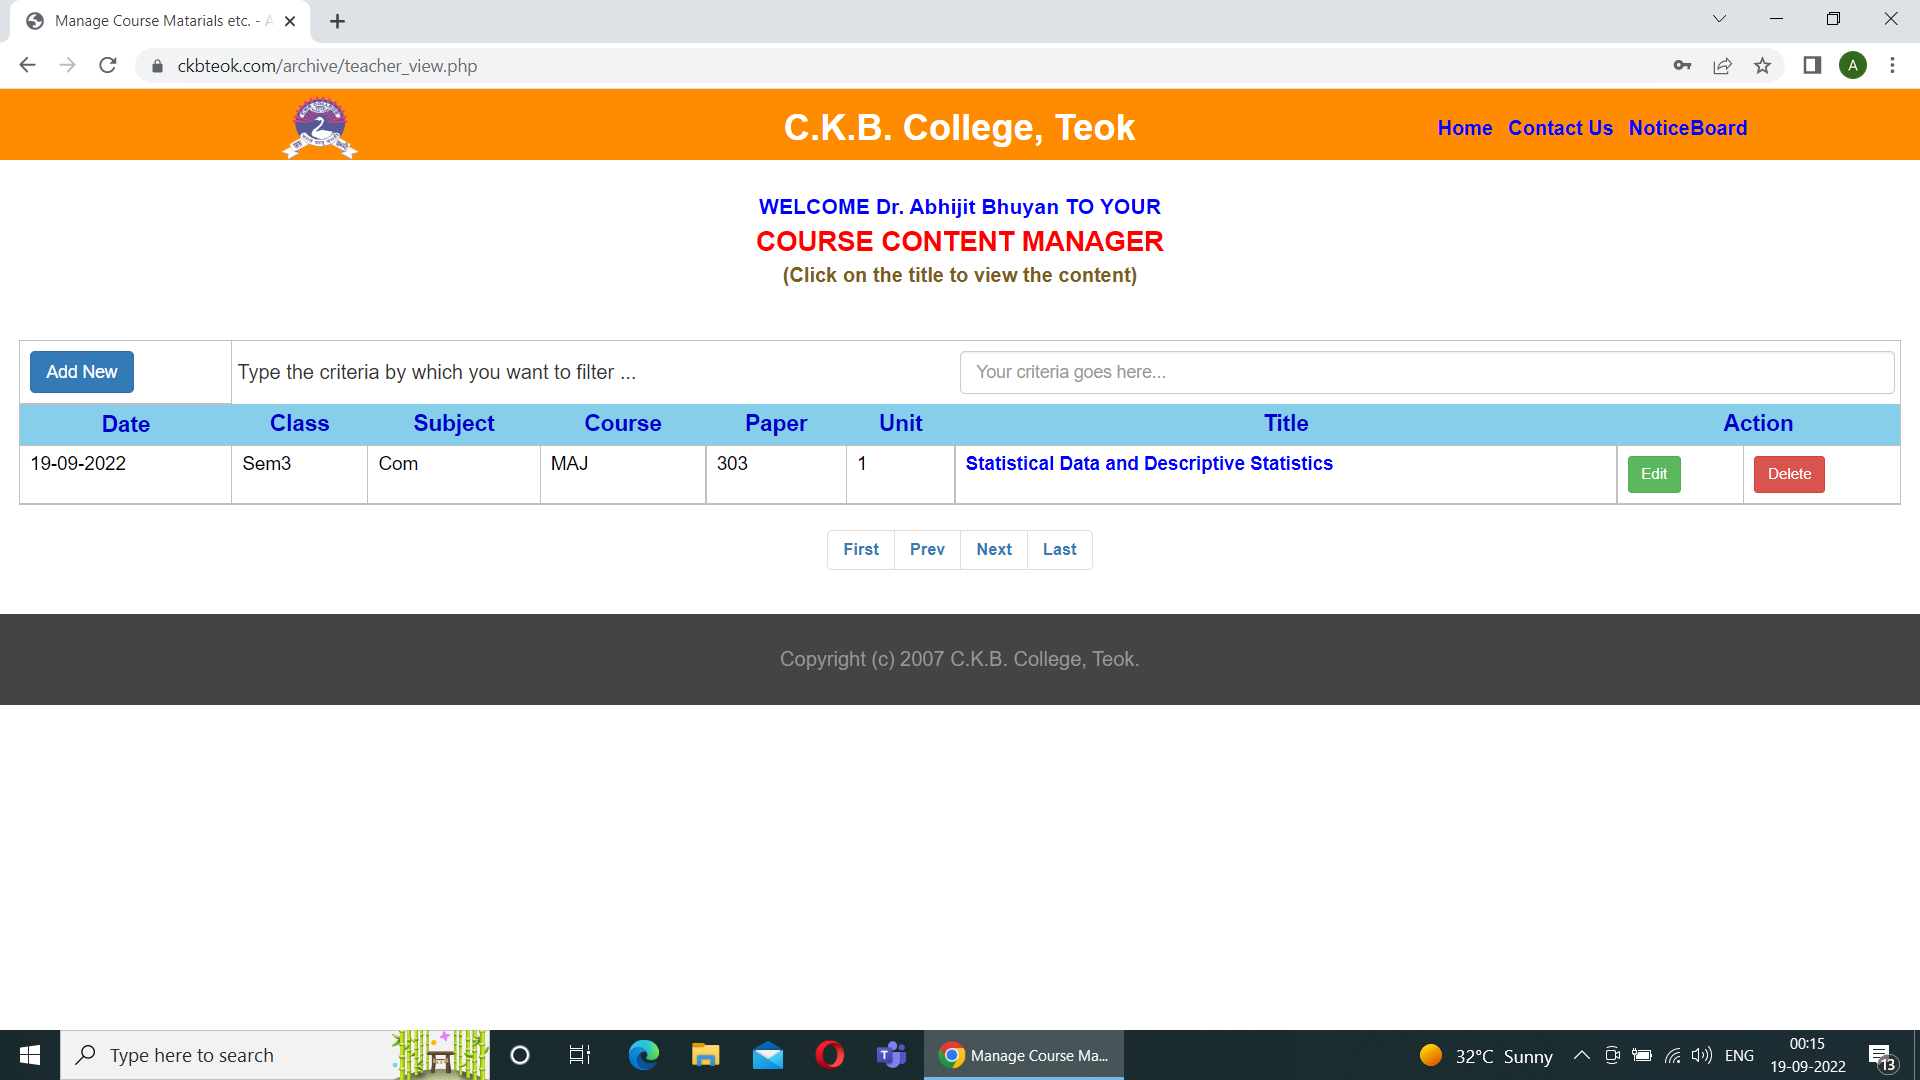 Manage Course Matarials etc. - A
ckbteok.com/archive/teacher_view.php
A
C.K.B. College, Teok
Home Contact Us NoticeBoard
WELCOME Dr. Abhijit Bhuyan TO YOUR
COURSE CONTENT MANAGER
(Click on the title to view the content)
Add New Type the criteria by which you want to filter ... Your criteria goes here...
Date Class Subject Course Paper Unit Title Action
19-09-2022 Sem3 Com MAJ 303 1 Statistical Data and Descriptive Statistics Edit Delete
First Prev Next Last
Copyright (c) 2007 C.K.B. College, Teok.
Type here to search
Manage Course Ma...
32°C Sunny
ENG
00:15
19-09-2022
13